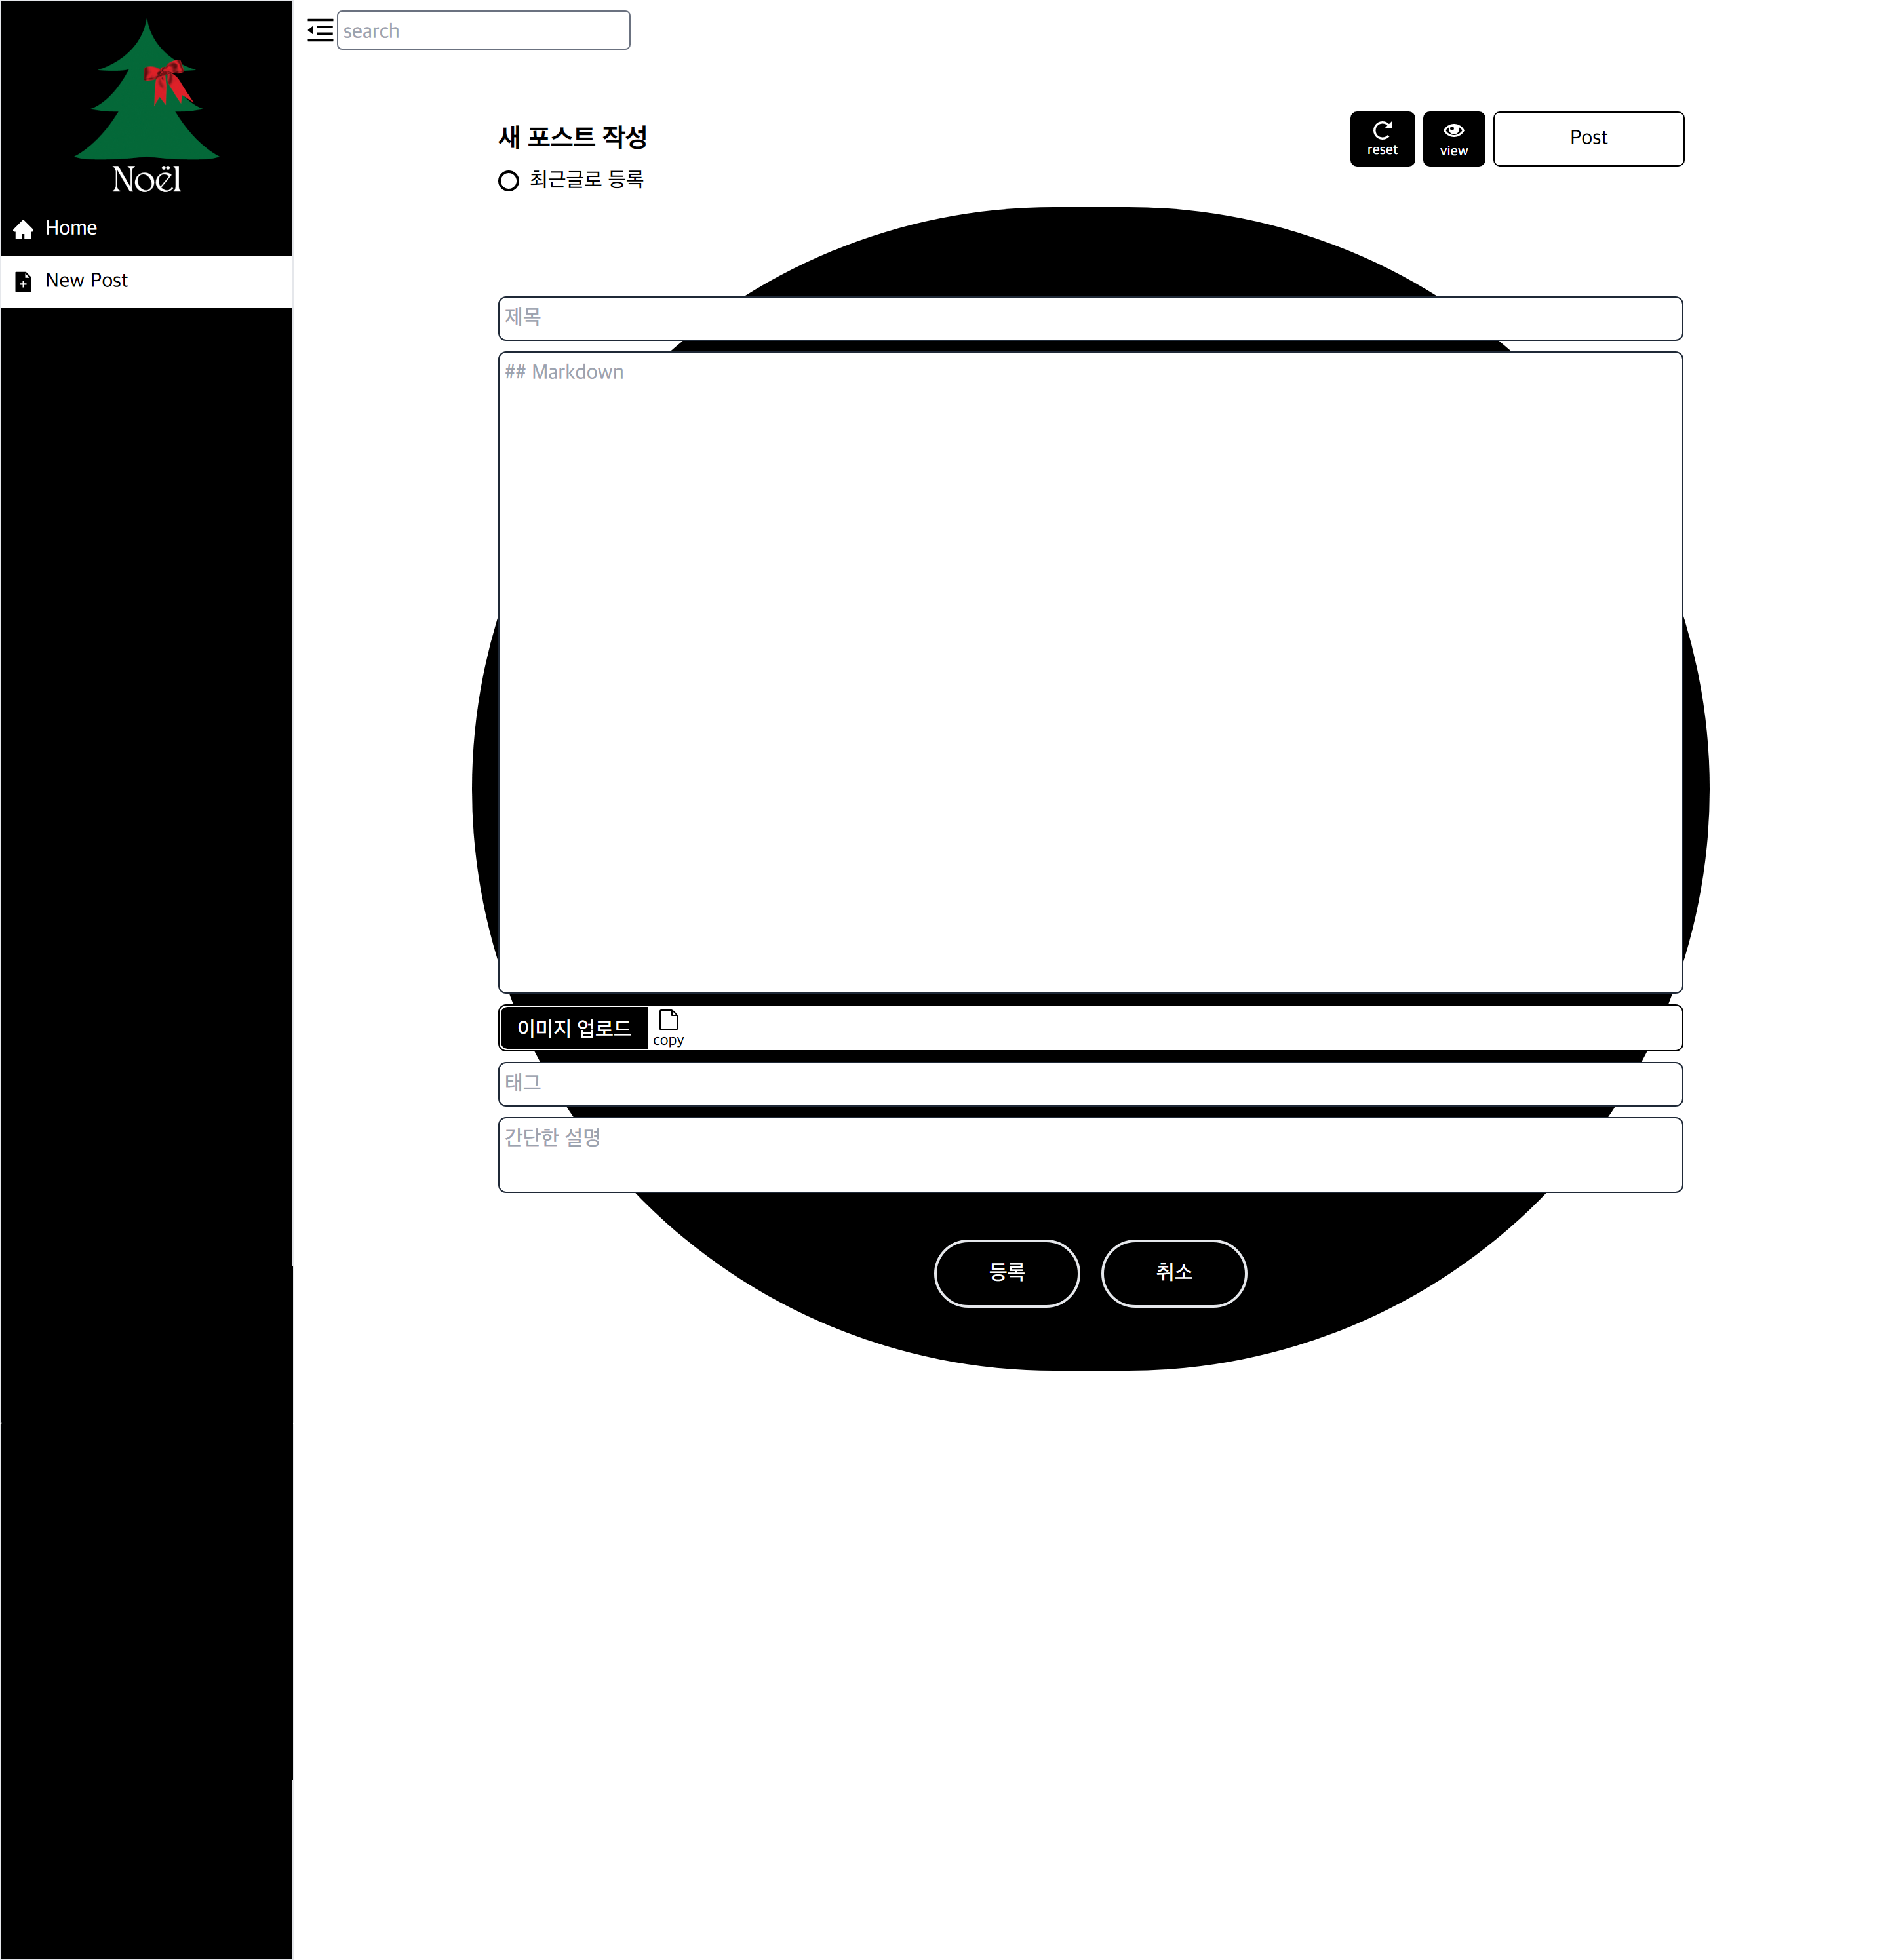 Noël
Home
New Post
search
새 포스트 작성
최근글로 등록
reset
view
Post
제목
## Markdown
이미지 업로드
copy
태그
간단한 설명
등록
취소